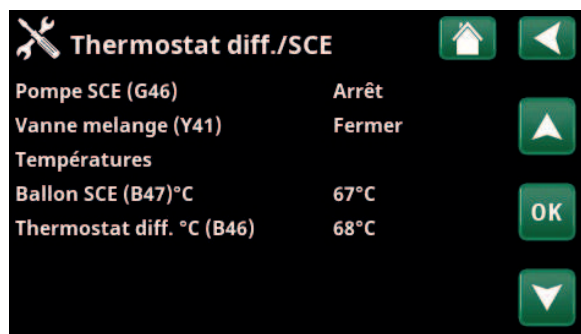 Thermostat diff./SCE
Pompe SCE (G46) Arrêt
Vanne melange (Y41) Fermer
Températures
Ballon SCE (B47)°C 67°C
OK
Thermostat diff. °C (B46) 68°C